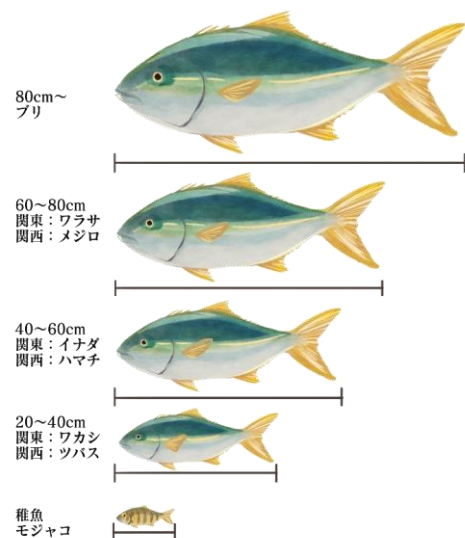 80cm〜
ブリ
60〜80cm
関東：ワラサ
関西：メジロ
40〜60cm
関東：イナダ
関西：ハマチ
20〜40cm
関東：ワカシ
関西：ツバス
稚魚
モジャコ